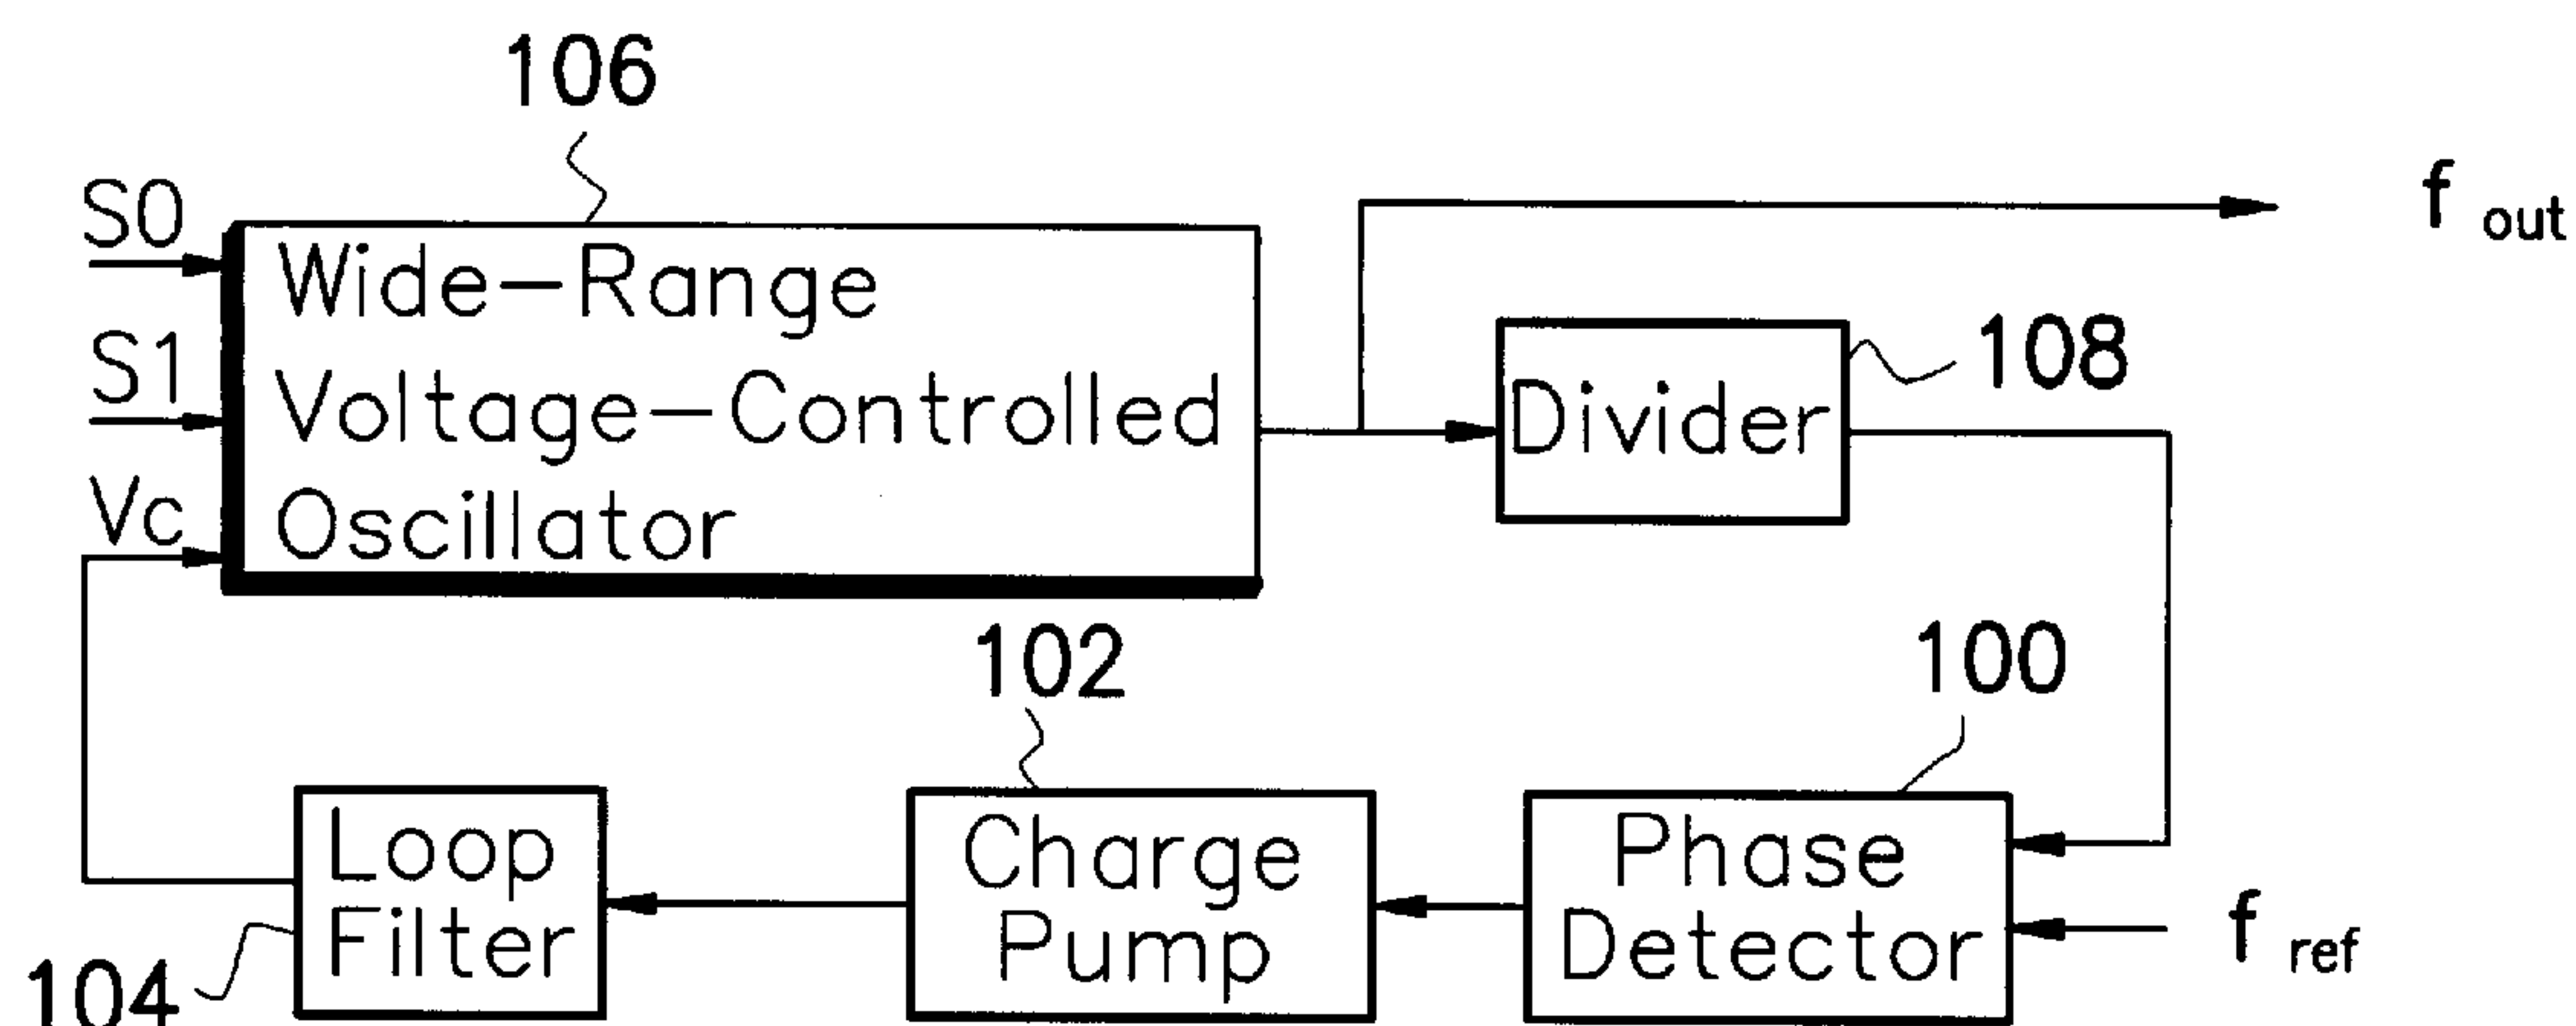 106
S0
S1
Vc
Wide-Range
Voltage-Controlled
Oscillator
f out
Divider
108
102
100
Loop
Filter
104
Charge
Pump
Phase
Detector
f ref